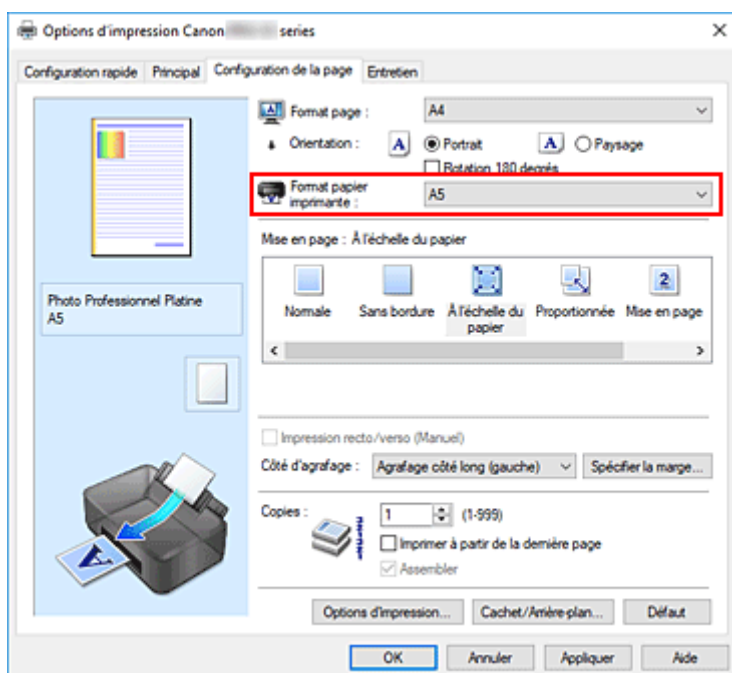 Options d'impression Canon series
Configuration rapide Principal Configuration de la page Entretien
Format page : A4
Orientation : A Portrait A Paysage
Rotation 180 degrés
Format papier imprimante : A5
Mise en page : À l'échelle du papier
Normale Sans bordure À l'échelle du papier Proportionnée Mise en page
Photo Professionnel Platine
A5
Impression recto/verso (Manuel)
Côté d'agrafage : Agrafage côté long (gauche) Spécifier la marge...
Copies : 1 (1-999)
Imprimer à partir de la dernière page
Assembler
Options d'impression... Cachet/Arrière-plan... Défaut
OK Annuler Appliquer Aide